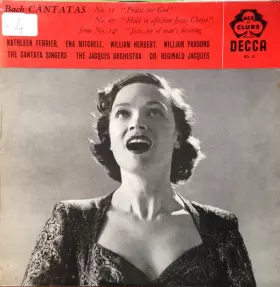 4
Bach CANTATAS No. 11 "Praise our God"
No. 67 "Hold in affection Jesus Christ"
from No. 147 "Jesu, joy of man's desiring"
KATHLEEN FERRIER, ENA MITCHELL, WILLIAM HERBERT, WILLIAM PARSONS
THE CANTATA SINGERS THE JACQUES ORCHESTRA DR. REGINALD JACQUES
ACE
OF
CLUBS
DECCA